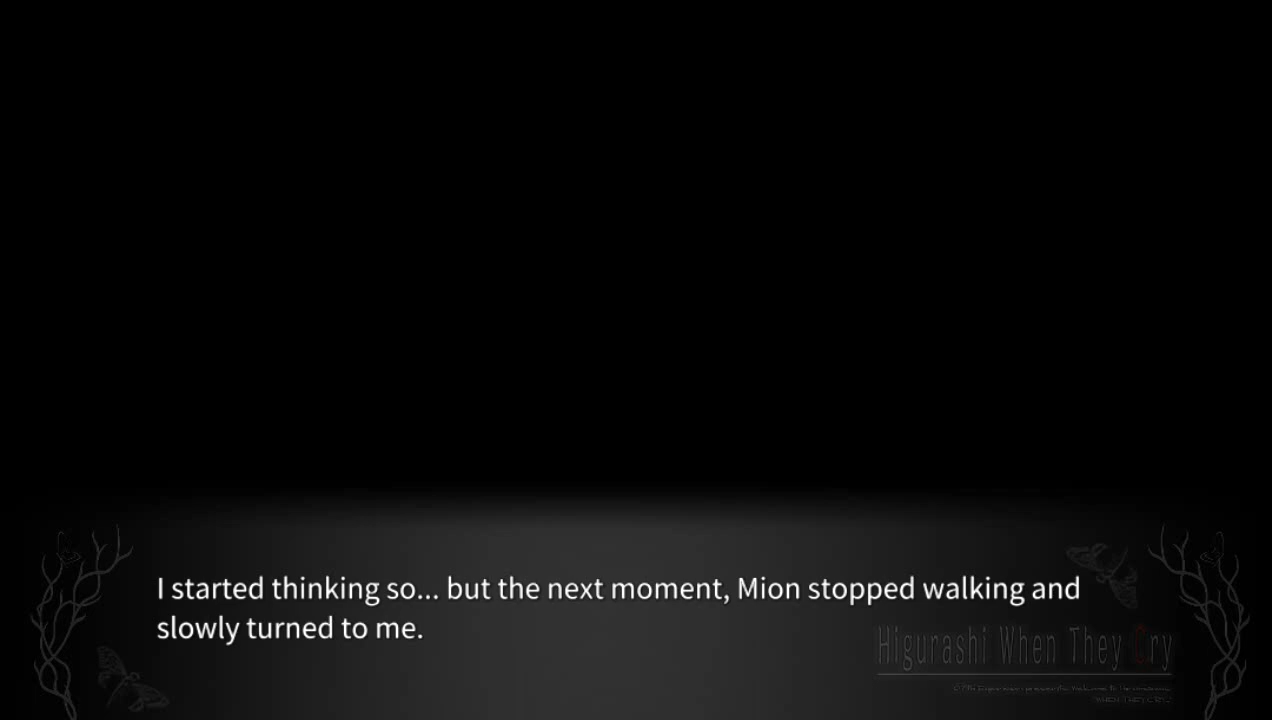 I started thinking so... but the next moment, Mion stopped walking and
slowly turned to me.
Higurashi When They Cry